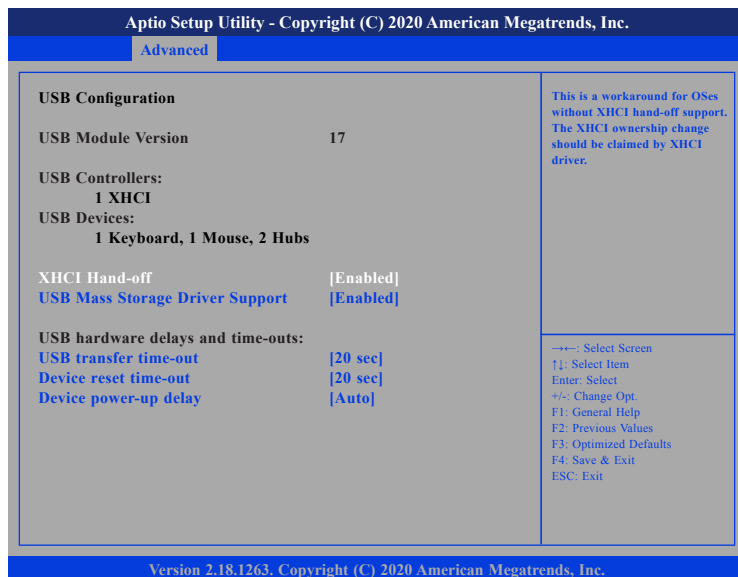 Aptio Setup Utility - Copyright (C) 2020 American Megatrends, Inc.
Advanced
USB Configuration
USB Module Version 17
USB Controllers:
1 XHCI
USB Devices:
1 Keyboard, 1 Mouse, 2 Hubs
XHCI Hand-off [Enabled]
USB Mass Storage Driver Support [Enabled]
USB hardware delays and time-outs:
USB transfer time-out [20 sec]
Device reset time-out [20 sec]
Device power-up delay [Auto]
This is a workaround for OSes
without XHCI hand-off support.
The XHCI ownership change
should be claimed by XHCI
driver.
→←: Select Screen
↑↓: Select Item
Enter: Select
+/-: Change Opt.
F1: General Help
F2: Previous Values
F3: Optimized Defaults
F4: Save & Exit
ESC: Exit
Version 2.18.1263. Copyright (C) 2020 American Megatrends, Inc.